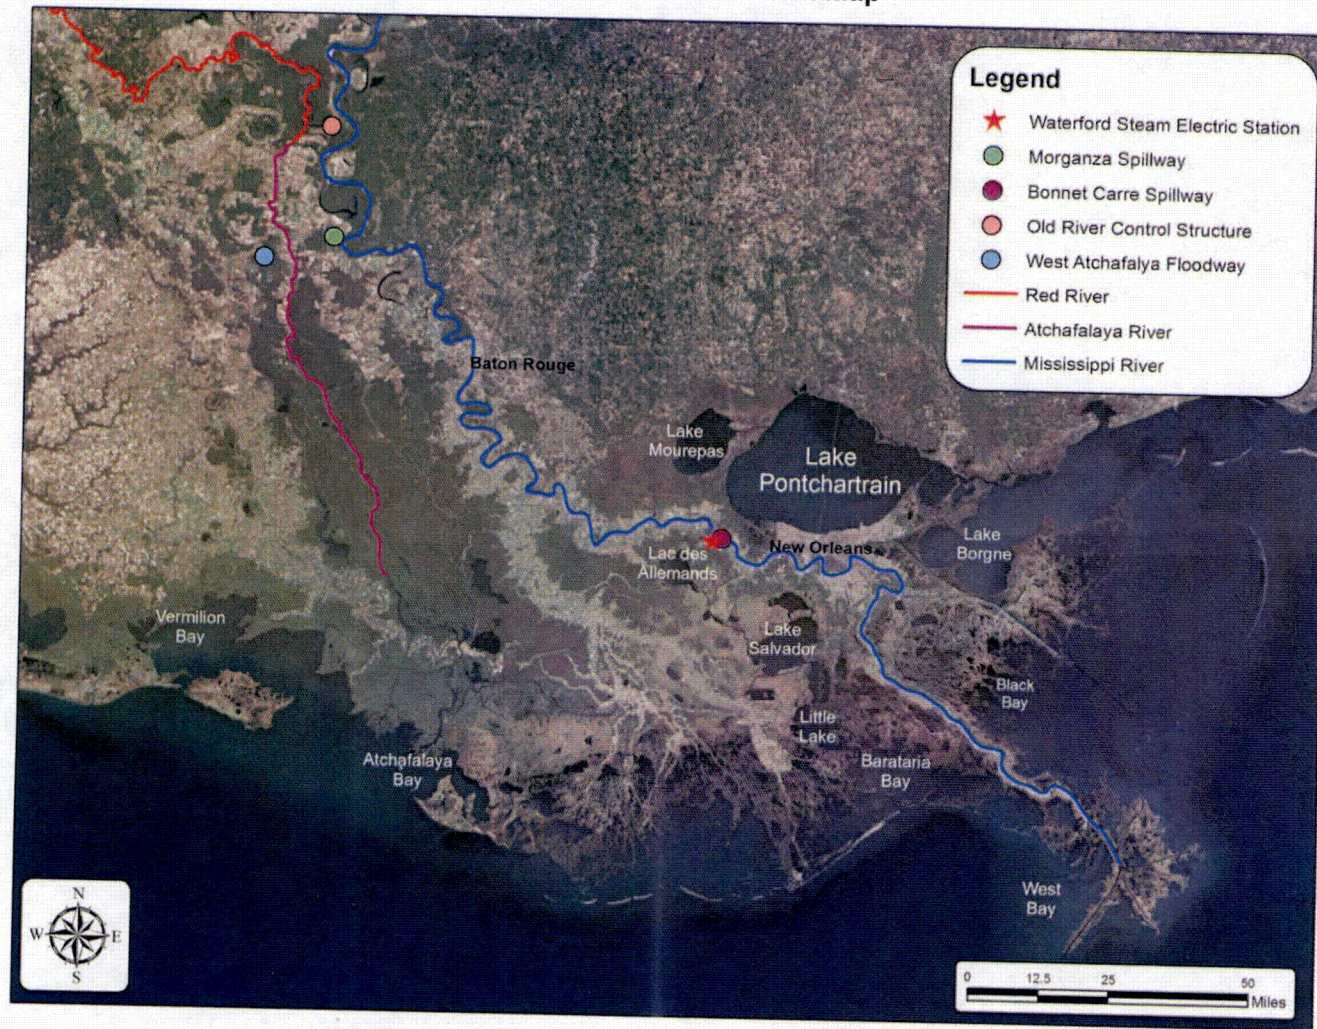 Legend
Waterford Steam Electric Station
Morganza Spillway
Bonnet Carre Spillway
Old River Control Structure
West Atchafalya Floodway
Red River
Atchafalaya River
Mississippi River
Baton Rouge
Lake
Mourepas
Lake
Pontchartrain
New Orleans
Lake
Borgne
Lac des
Allemands
Vermilion
Bay
Lake
Salvador
Black
Bay
Little
Lake
Atchafalaya
Bay
Barataria
Bay
West
Bay
N
W E
S
0 12.5 25 50
Miles